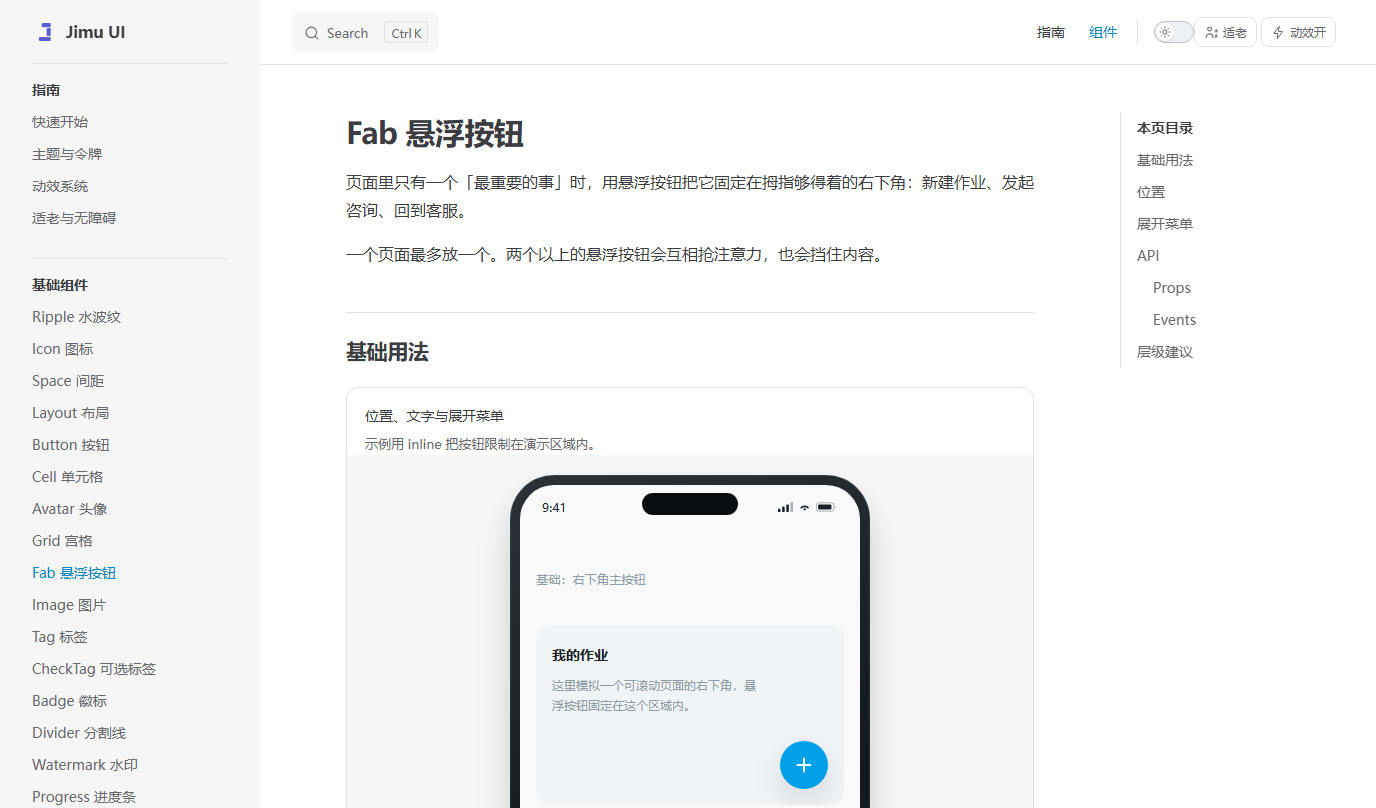 Jimu UI
Search
Ctrl K
指南
组件
适老
动效开
指南
快速开始
主题与令牌
动效系统
适老与无障碍
基础组件
Ripple 水波纹
Icon 图标
Space 间距
Layout 布局
Button 按钮
Cell 单元格
Avatar 头像
Grid 宫格
Fab 悬浮按钮
Image 图片
Tag 标签
CheckTag 可选标签
Badge 徽标
Divider 分割线
Watermark 水印
Progress 进度条
Fab 悬浮按钮
页面里只有一个「最重要的事」时，用悬浮按钮把它固定在拇指够得着的右下角：新建作业、发起
咨询、回到客服。
一个页面最多放一个。两个以上的悬浮按钮会互相抢注意力，也会挡住内容。
基础用法
位置、文字与展开菜单
示例用 inline 把按钮限制在演示区域内。
9:41
基础：右下角主按钮
我的作业
这里模拟一个可滚动页面的右下角，悬
浮按钮固定在这个区域内。
本页目录
基础用法
位置
展开菜单
API
Props
Events
层级建议